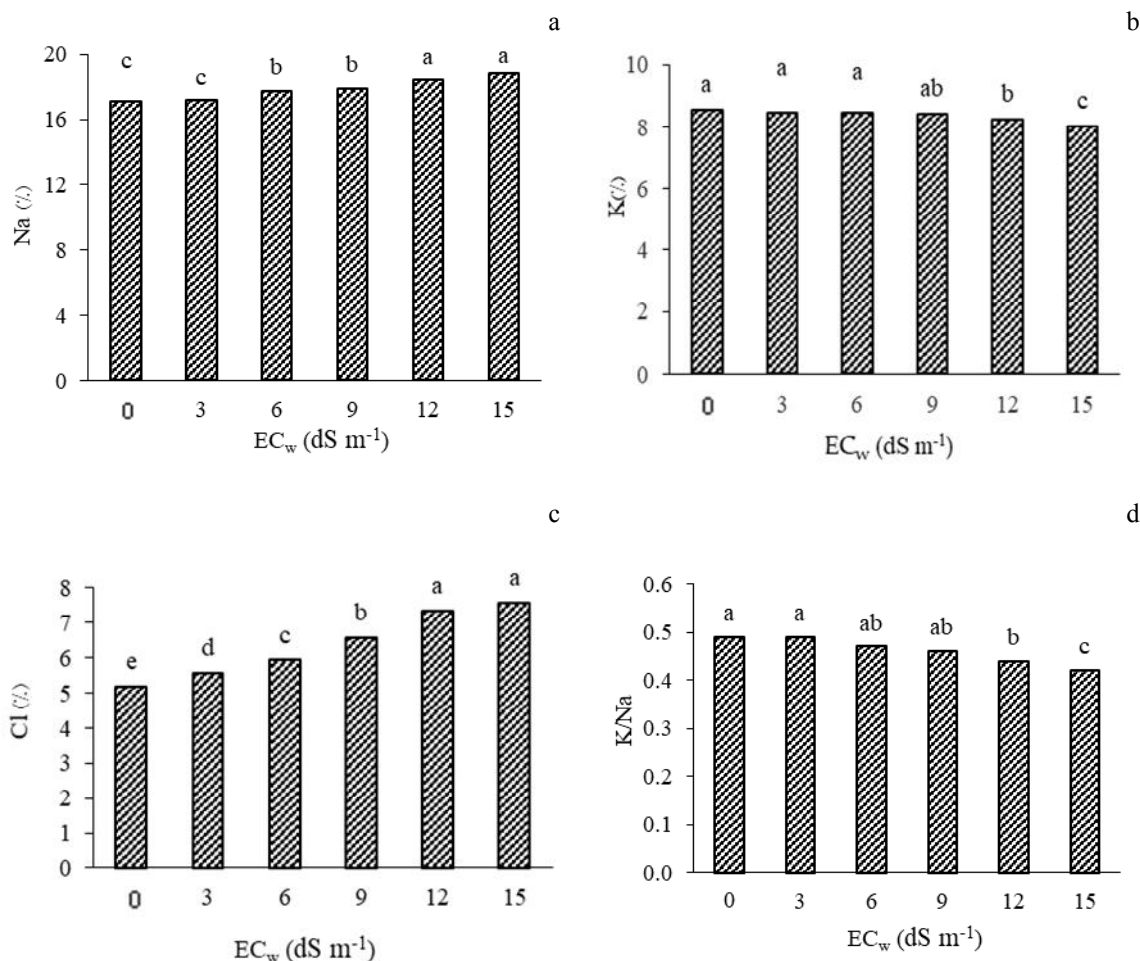 a
20
16
12
8
4
0
Na (%)
c c b b a a
0 3 6 9 12 15
ECw (dS m-1)
b
10
8
6
4
2
0
K(%)
a a a ab b c
0 3 6 9 12 15
ECw (dS m-1)
c
8
7
6
5
4
3
2
1
0
Cl (%)
e d c b a a
0 3 6 9 12 15
ECw (dS m-1)
d
0.6
0.5
0.4
0.3
0.2
0.1
0.0
K/Na
a a ab ab b c
0 3 6 9 12 15
ECw (dS m-1)